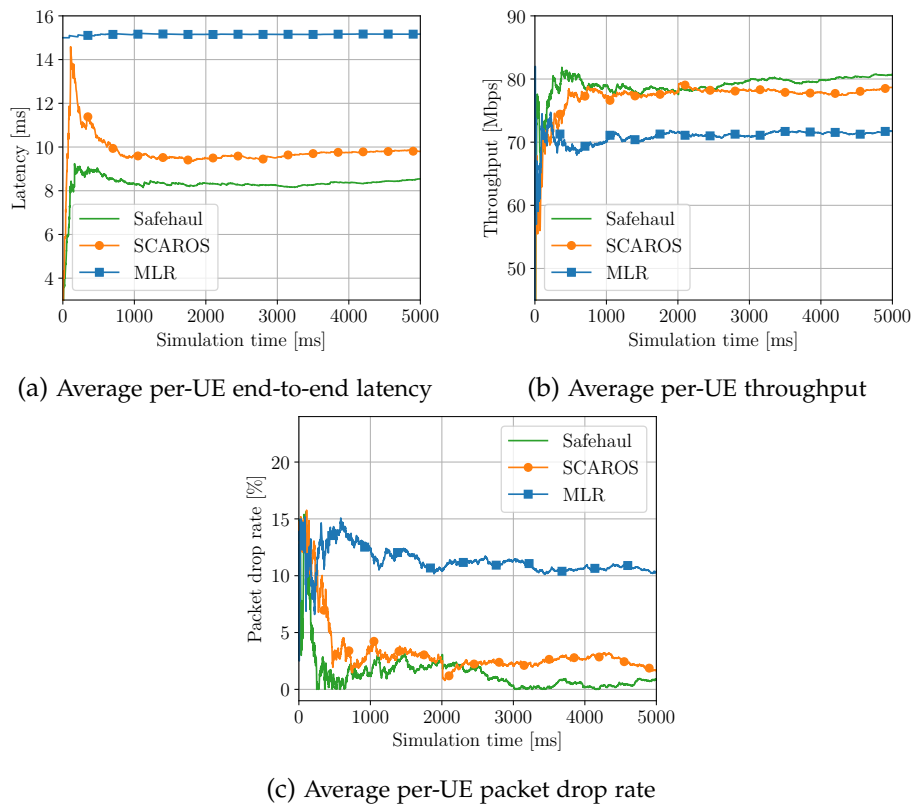 16
14
12
10
8
6
4
Latency [ms]
Safehaul
SCAROS
MLR
0 1000 2000 3000 4000 5000
Simulation time [ms]
(a) Average per-UE end-to-end latency
90
80
70
60
50
Throughput [Mbps]
Safehaul
SCAROS
MLR
0 1000 2000 3000 4000 5000
Simulation time [ms]
(b) Average per-UE throughput
20
15
10
5
0
Packet drop rate [%]
Safehaul
SCAROS
MLR
0 1000 2000 3000 4000 5000
Simulation time [ms]
(c) Average per-UE packet drop rate